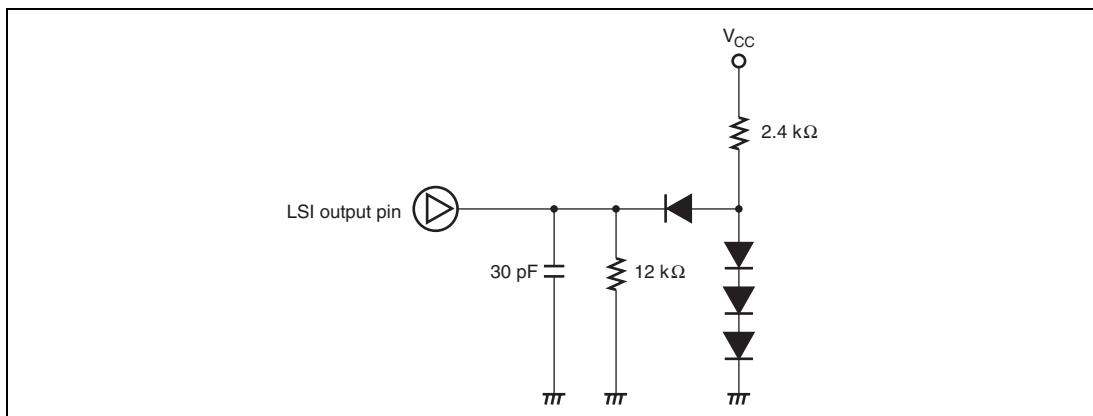 V_CC
2.4 kΩ
LSI output pin
30 pF
12 kΩ